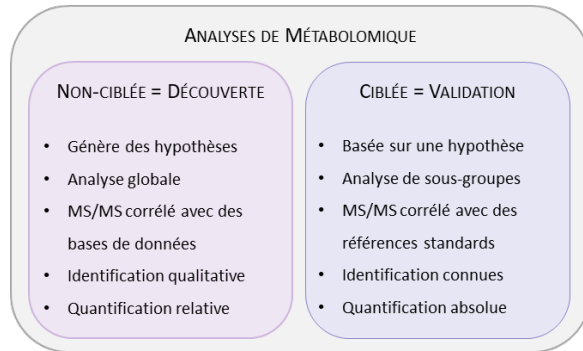 ANALYSES DE MÉTABOLOMIQUE
NON-CIBLÉE = DÉCOUVERTE
• Génère des hypothèses
• Analyse globale
• MS/MS corrélé avec des
bases de données
• Identification qualitative
• Quantification relative
CIBLÉE = VALIDATION
• Basée sur une hypothèse
• Analyse de sous-groupes
• MS/MS corrélé avec des
références standards
• Identification connues
• Quantification absolue